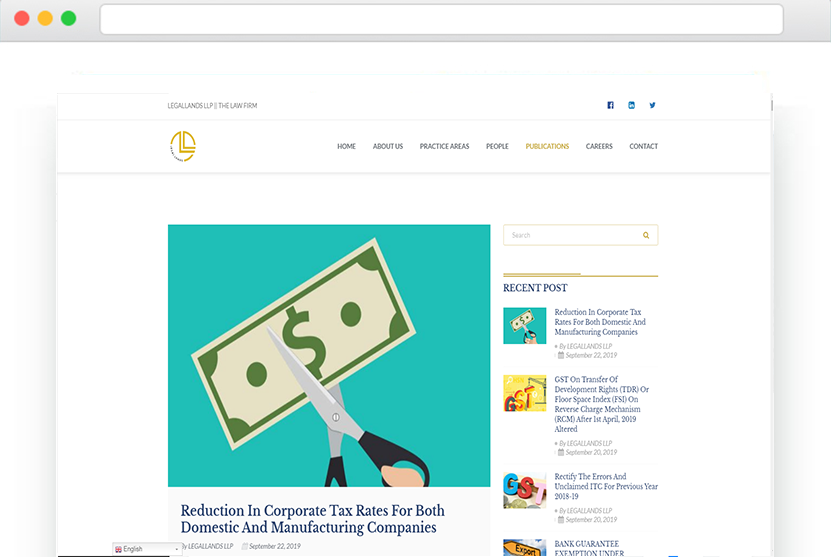 LEGALLANDS LLP || THE LAW FIRM
HOME ABOUT US PRACTICE AREAS PEOPLE PUBLICATIONS CAREERS CONTACT
Search
RECENT POST
Reduction In Corporate Tax
Rates For Both Domestic And
Manufacturing Companies
By LEGALLANDS LLP
September 22, 2019
GST On Transfer Of
Development Rights (TDR) Or
Floor Space Index (FSI) On
Reverse Charge Mechanism
(RCM) After 1st April, 2019
Altered
By LEGALLANDS LLP
September 20, 2019
Rectify The Errors And
Unclaimed ITC For Previous Year
2018-19
By LEGALLANDS LLP
September 20, 2019
BANK GUARANTEE
EXEMPTION UNDER
$
GST
GST
Export
Reduction In Corporate Tax Rates For Both
Domestic And Manufacturing Companies
By LEGALLANDS LLP September 22, 2019
English